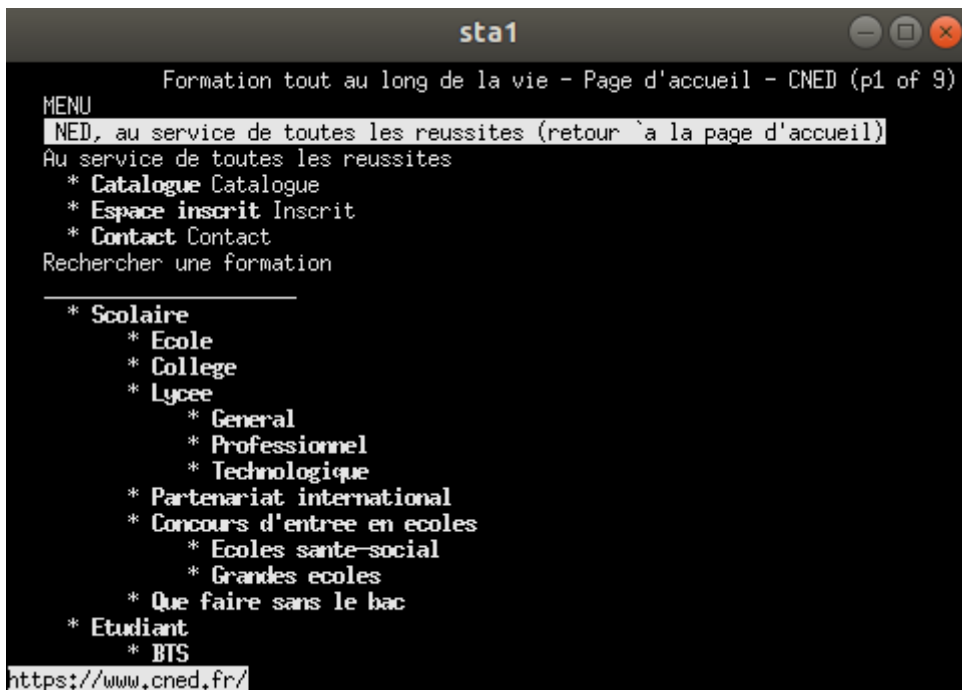 sta1
Formation tout au long de la vie - Page d'accueil - CNED (p1 of 9)
MENU
NED, au service de toutes les reussites (retour `a la page d'accueil)
Au service de toutes les reussites
* Catalogue Catalogue
* Espace inscrit Inscrit
* Contact Contact
Rechercher une formation
____________________
* Scolaire
* Ecole
* College
* Lycee
* General
* Professionnel
* Technologique
* Partenariat international
* Concours d'entree en ecoles
* Ecoles sante-social
* Grandes ecoles
* Que faire sans le bac
* Etudiant
* BTS
https://www.cned.fr/